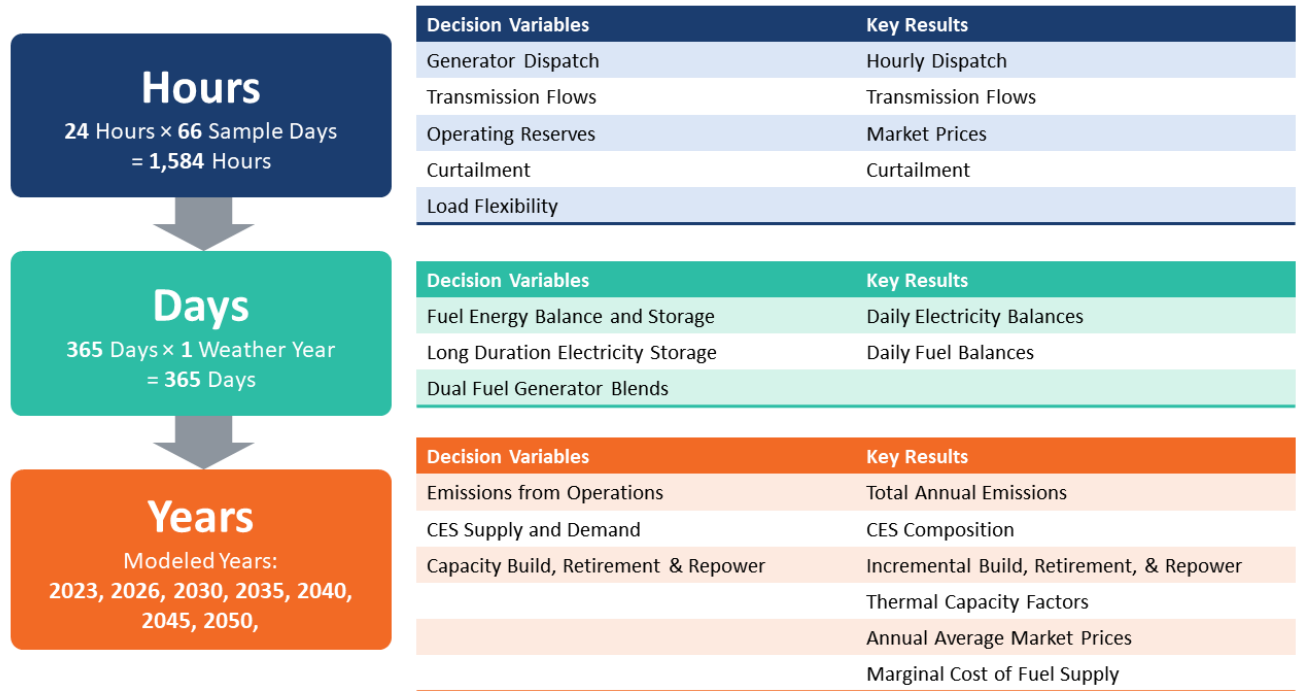 Hours
24 Hours × 66 Sample Days
= 1,584 Hours
Decision Variables Key Results
Generator Dispatch Hourly Dispatch
Transmission Flows Transmission Flows
Operating Reserves Market Prices
Curtailment Curtailment
Load Flexibility
Days
365 Days × 1 Weather Year
= 365 Days
Decision Variables Key Results
Fuel Energy Balance and Storage Daily Electricity Balances
Long Duration Electricity Storage Daily Fuel Balances
Dual Fuel Generator Blends
Years
Modeled Years:
2023, 2026, 2030, 2035, 2040,
2045, 2050,
Decision Variables Key Results
Emissions from Operations Total Annual Emissions
CES Supply and Demand CES Composition
Capacity Build, Retirement & Repower Incremental Build, Retirement, & Repower
Thermal Capacity Factors
Annual Average Market Prices
Marginal Cost of Fuel Supply